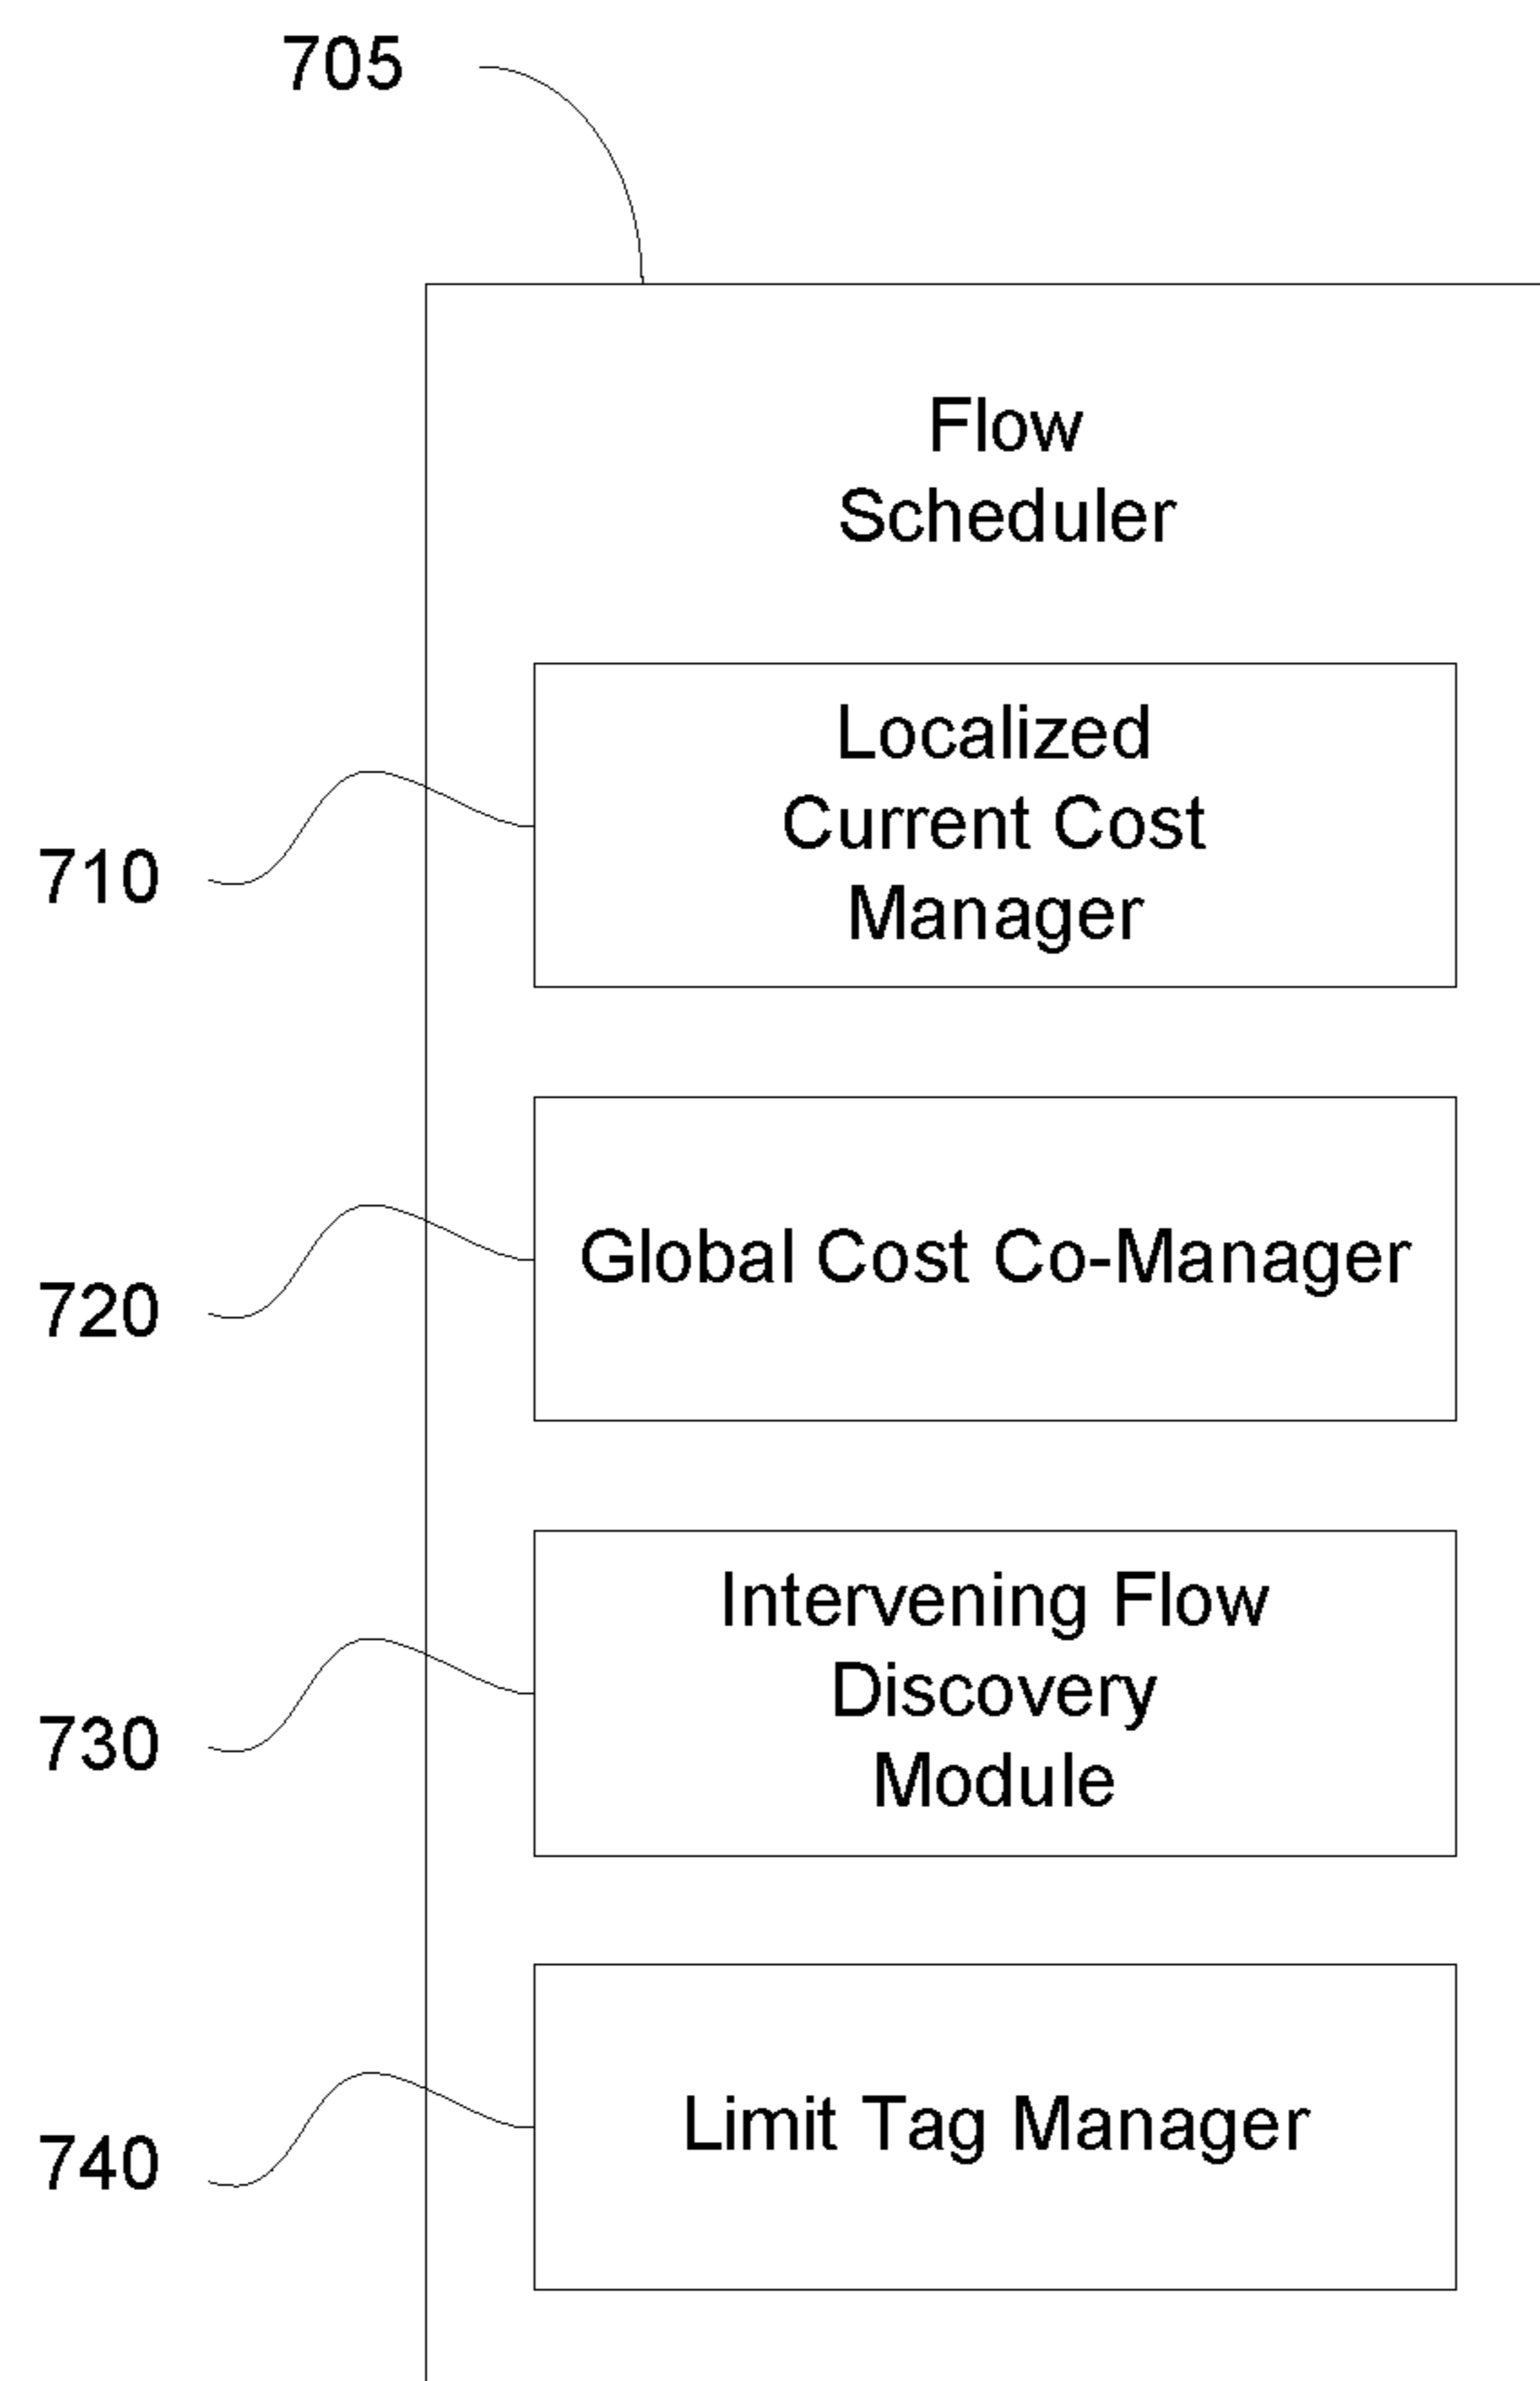 705
Flow
Scheduler
Localized
Current Cost
Manager
710
Global Cost Co-Manager
720
Intervening Flow
Discovery
Module
730
Limit Tag Manager
740